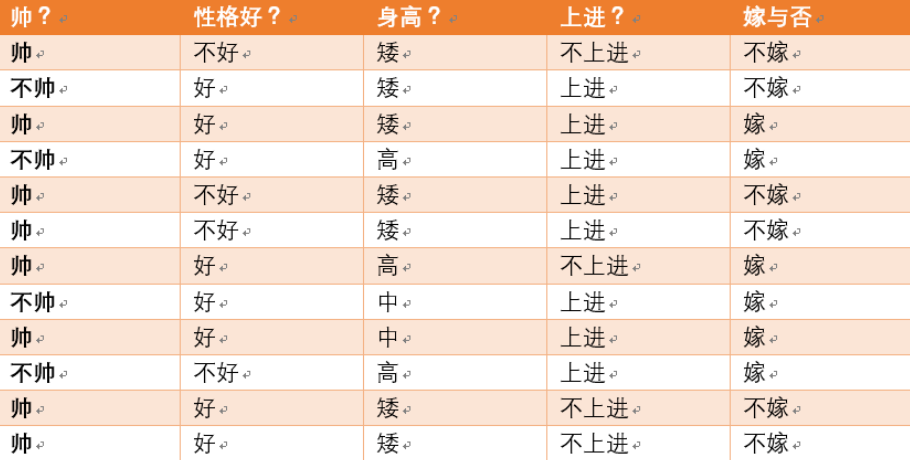 帅？ 性格好？ 身高？ 上进？ 嫁与否
帅 不好 矮 不上进 不嫁
不帅 好 矮 上进 不嫁
帅 好 矮 上进 嫁
不帅 好 高 上进 嫁
帅 不好 矮 上进 不嫁
帅 不好 矮 上进 不嫁
帅 好 高 不上进 嫁
不帅 好 中 上进 嫁
帅 好 中 上进 嫁
不帅 不好 高 上进 嫁
帅 好 矮 不上进 不嫁
帅 好 矮 不上进 不嫁